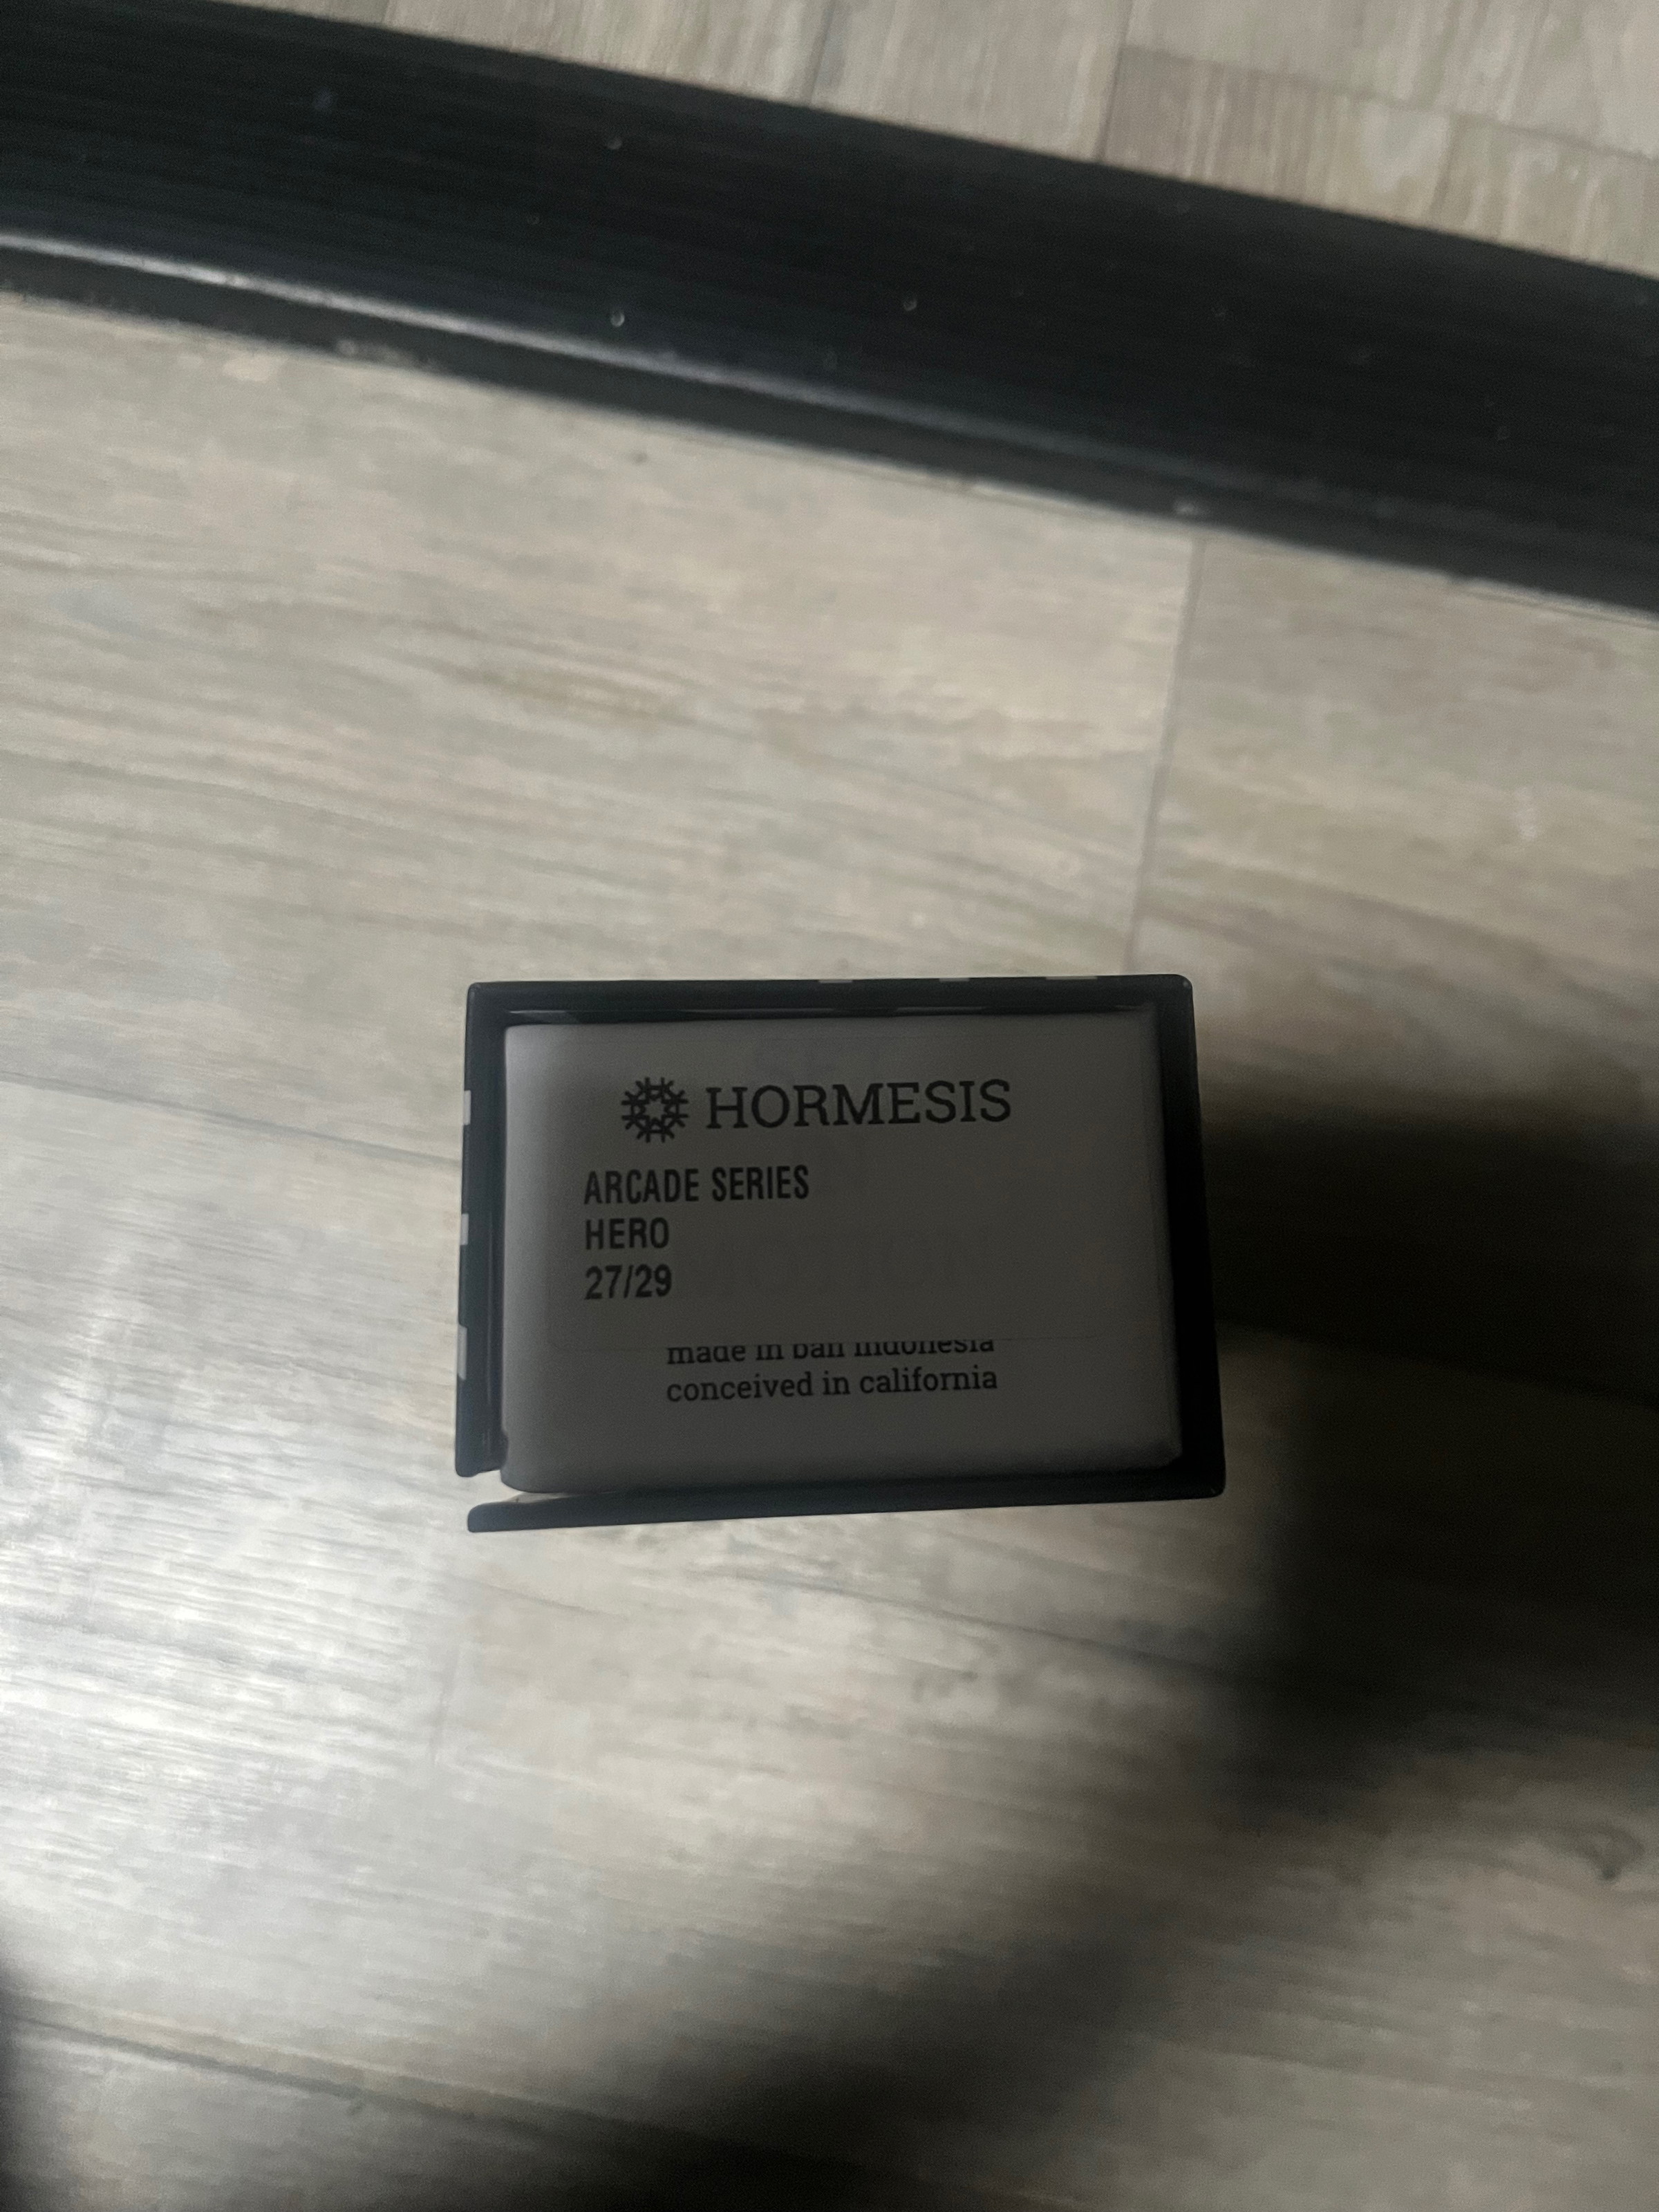 HORMESIS
ARCADE SERIES
HERO
27/29
made in bali indonesia
conceived in california